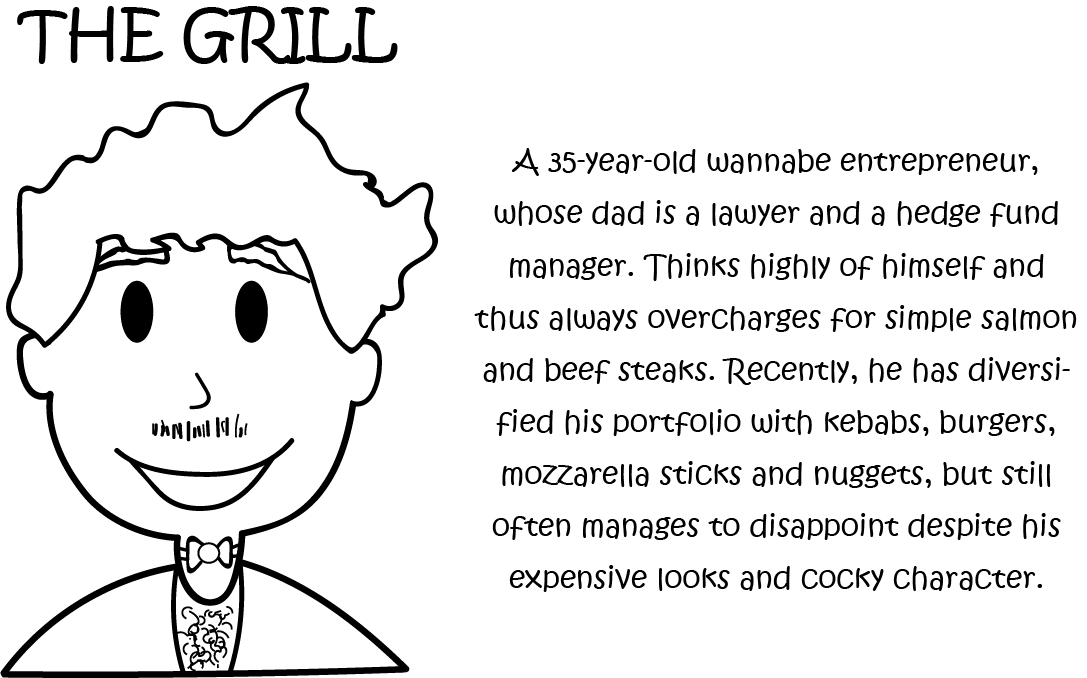 THE GRILL
A 35-year-old wannabe entrepreneur,
whose dad is a lawyer and a hedge fund
manager. Thinks highly of himself and
thus always overcharges for simple salmon
and beef steaks. Recently, he has diversi-
fied his portfolio with kebabs, burgers,
mozzarella sticks and nuggets, but still
often manages to disappoint despite his
expensive looks and cocky character.